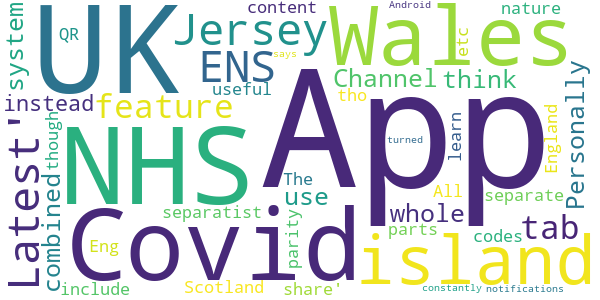 content
Android
nature
UK
QR
Jersey
Wales
system
ENS
says
etc
useful
Channel
think
instead
feature
tho
App
Personally
Latest'
though
NHS
turned
learn
England
combined
The
use
All
separate
separatist
whole
Covid
parity
parts
tab
Eng
island
codes
include
Scotland
share'
constantly
notifications